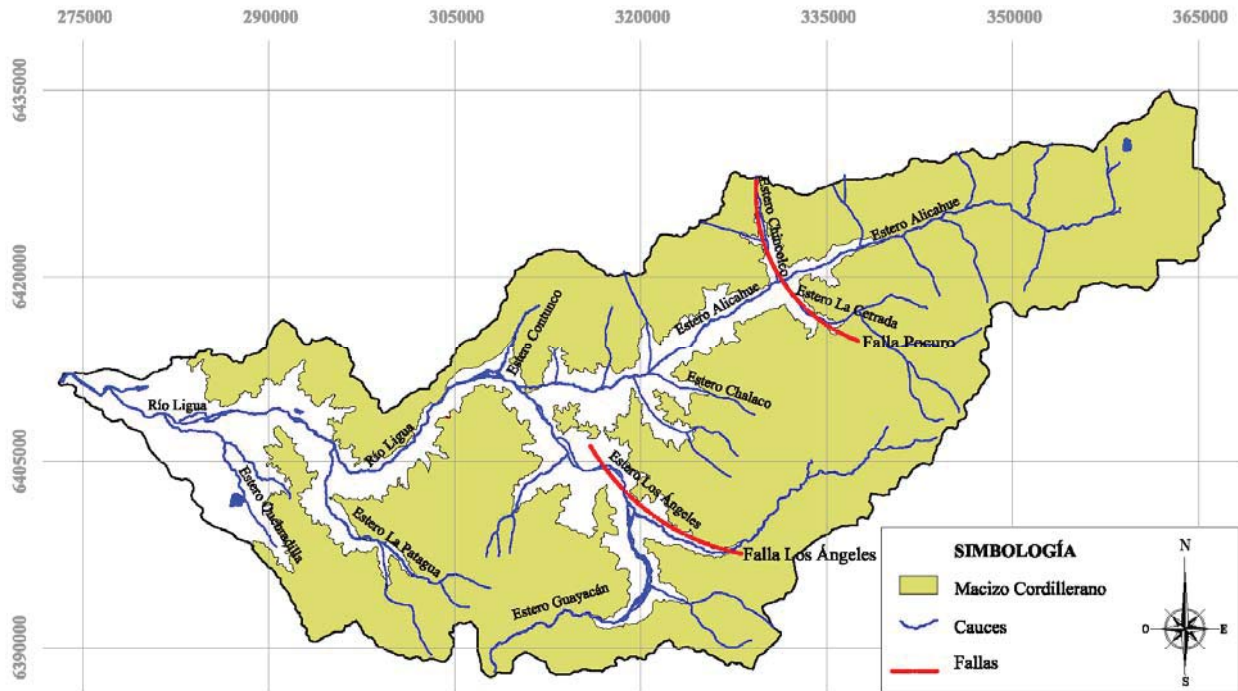 275000 290000 305000 320000 335000 350000 365000
6435000
6420000
6405000
6390000
Estero Chincolco
Estero Alicahue
Estero Alicahue
Estero La Cerrada
Falla Pocuro
Estero Contunco
Estero Chalaco
Río Ligua
Río Ligua
Estero Los Ángeles
Falla Los Ángeles
Estero Quebradilla
Estero La Patagua
Estero Guayacán
SIMBOLOGÍA
Macizo Cordillerano
Cauces
Fallas
N
O
E
S